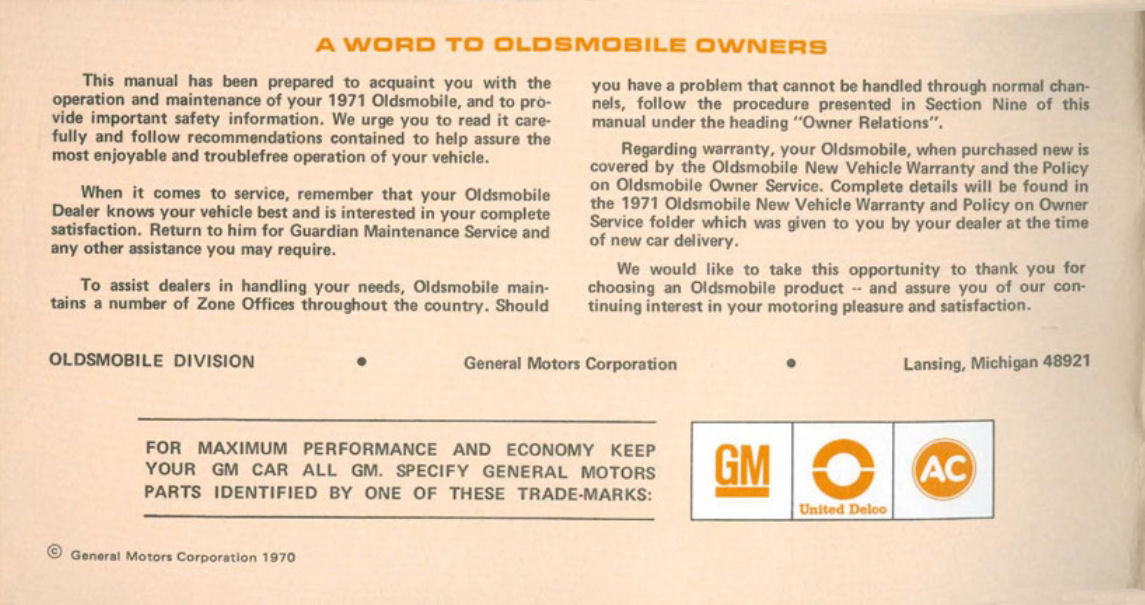 A WORD TO OLDSMOBILE OWNERS
This manual has been prepared to acquaint you with the
operation and maintenance of your 1971 Oldsmobile, and to pro-
vide important safety information. We urge you to read it care-
fully and follow recommendations contained to help assure the
most enjoyable and troublefree operation of your vehicle.
When it comes to service, remember that your Oldsmobile
Dealer knows your vehicle best and is interested in your complete
satisfaction. Return to him for Guardian Maintenance Service and
any other assistance you may require.
To assist dealers in handling your needs, Oldsmobile main-
tains a number of Zone Offices throughout the country. Should
you have a problem that cannot be handled through normal chan-
nels, follow the procedure presented in Section Nine of this
manual under the heading "Owner Relations".
Regarding warranty, your Oldsmobile, when purchased new is
covered by the Oldsmobile New Vehicle Warranty and the Policy
on Oldsmobile Owner Service. Complete details will be found in
the 1971 Oldsmobile New Vehicle Warranty and Policy on Owner
Service folder which was given to you by your dealer at the time
of new car delivery.
We would like to take this opportunity to thank you for
choosing an Oldsmobile product -- and assure you of our con-
tinuing interest in your motoring pleasure and satisfaction.
OLDSMOBILE DIVISION • General Motors Corporation • Lansing, Michigan 48921
FOR MAXIMUM PERFORMANCE AND ECONOMY KEEP
YOUR GM CAR ALL GM. SPECIFY GENERAL MOTORS
PARTS IDENTIFIED BY ONE OF THESE TRADE-MARKS:
GM
United Delco
AC
© General Motors Corporation 1970